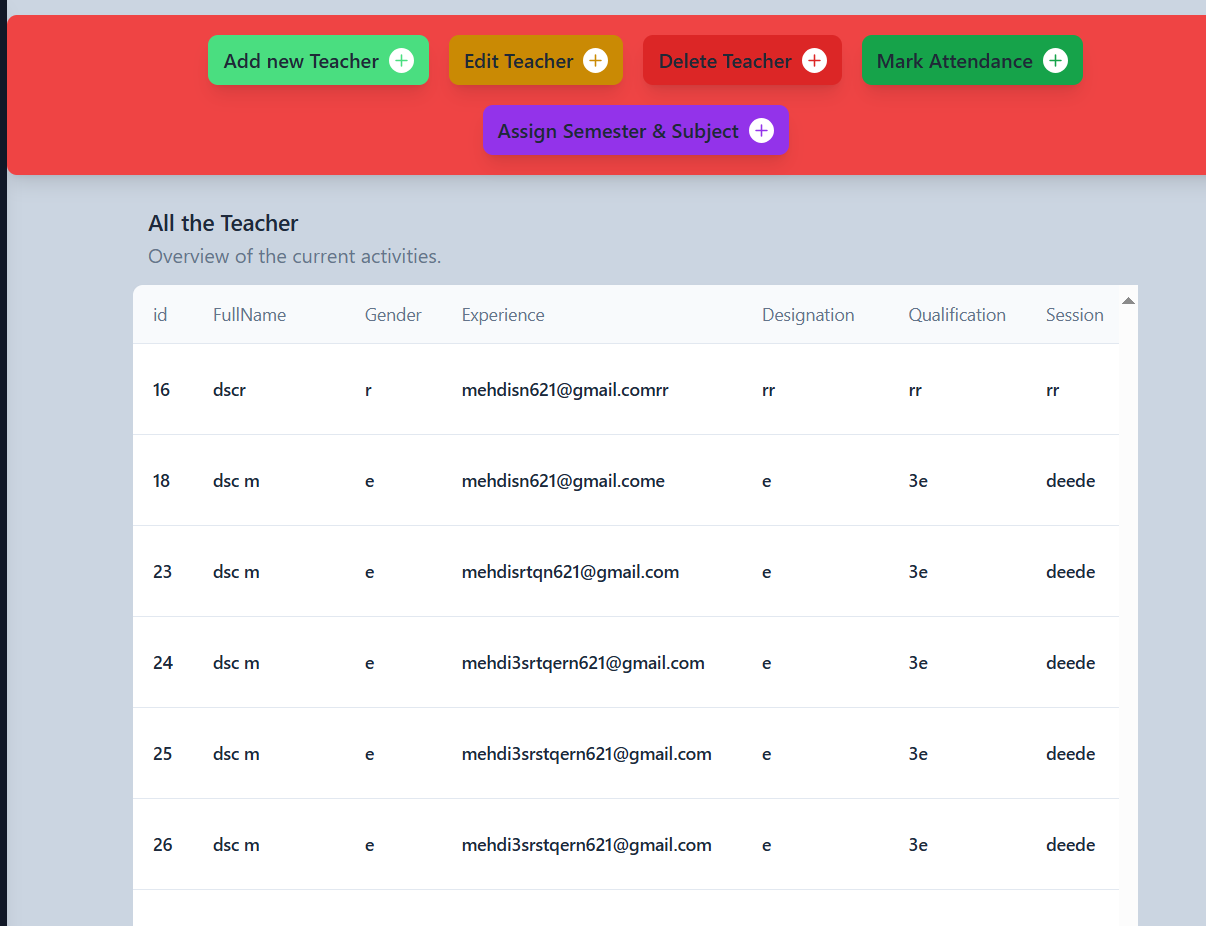 Add new Teacher Edit Teacher Delete Teacher Mark Attendance
Assign Semester & Subject
All the Teacher
Overview of the current activities.
id FullName Gender Experience Designation Qualification Session
16 dscr r mehdisn621@gmail.comrr rr rr rr
18 dsc m e mehdisn621@gmail.come e 3e deede
23 dsc m e mehdisrtqn621@gmail.com e 3e deede
24 dsc m e mehdi3srtqern621@gmail.com e 3e deede
25 dsc m e mehdi3srstqern621@gmail.com e 3e deede
26 dsc m e mehdi3srstqern621@gmail.com e 3e deede